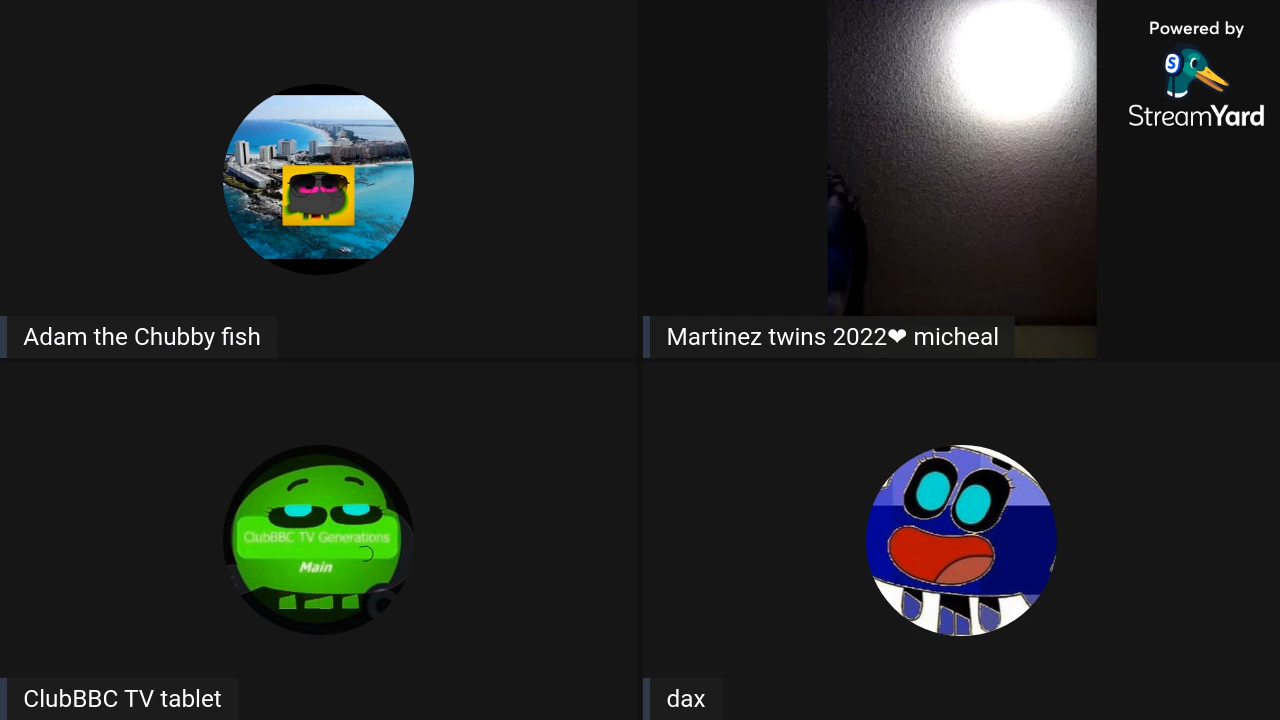 Powered by
S
StreamYard
Adam the Chubby fish
Martinez twins 2022❤ micheal
ClubBBC TV Generations
Main
ClubBBC TV tablet
dax